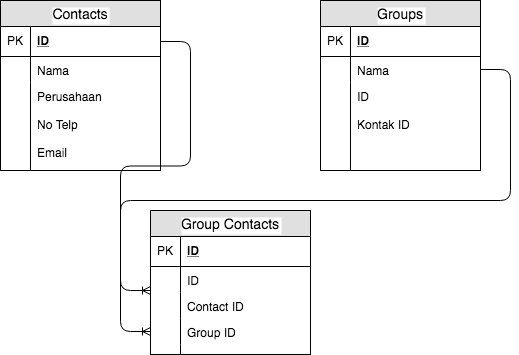 Contacts
PK ID
Nama
Perusahaan
No Telp
Email
Groups
PK ID
Nama
ID
Kontak ID
Group Contacts
PK ID
ID
Contact ID
Group ID